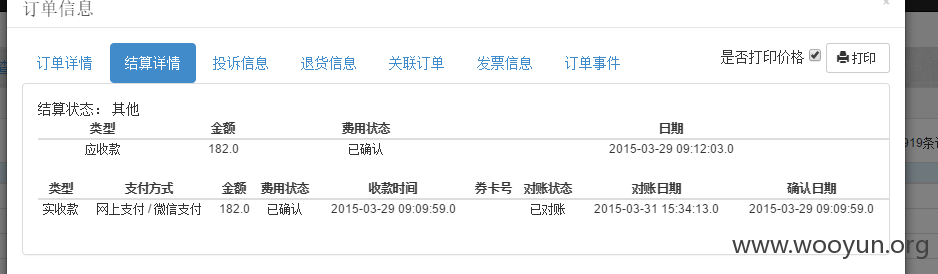 订单信息
×
订单详情 结算详情 投诉信息 退货信息 关联订单 发票信息 订单事件 是否打印价格 打印
结算状态： 其他
类型 金额 费用状态 日期
应收款 182.0 已确认 2015-03-29 09:12:03.0
919条
类型 支付方式 金额 费用状态 收款时间 券卡号 对账状态 对账日期 确认日期
实收款 网上支付 / 微信支付 182.0 已确认 2015-03-29 09:09:59.0 已对账 2015-03-31 15:34:13.0 2015-03-29 09:09:59.0
www.wooyun.org